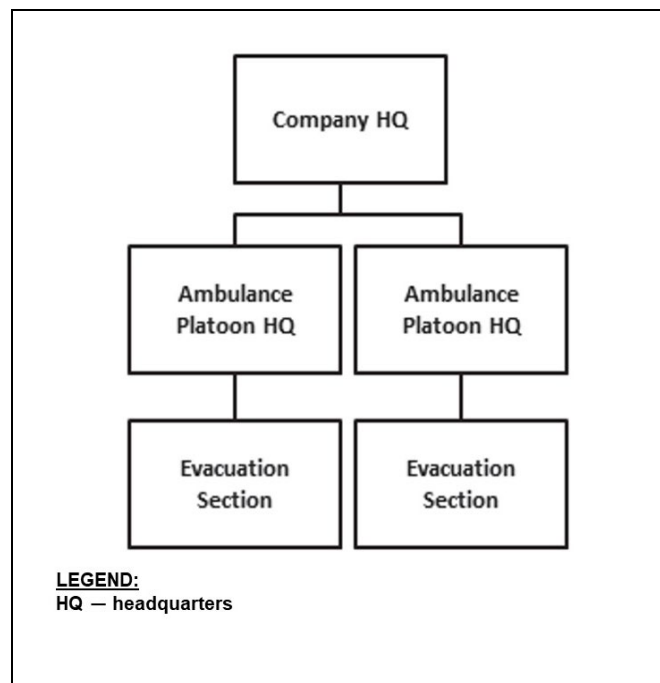 Company HQ
Ambulance
Platoon HQ
Ambulance
Platoon HQ
Evacuation
Section
Evacuation
Section
LEGEND:
HQ — headquarters